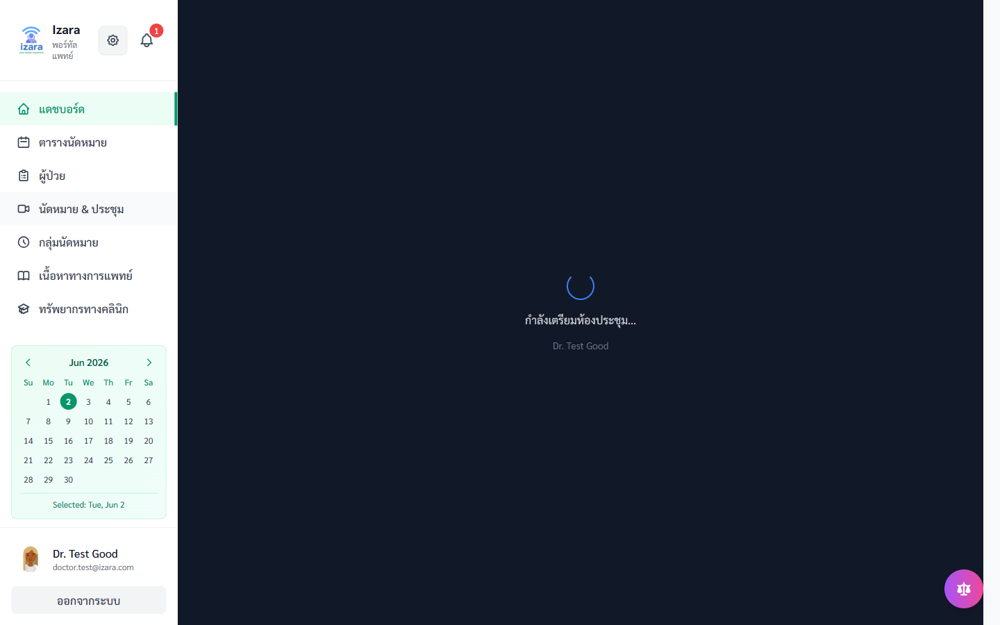 izara
Izara
พอร์ทัล
แพทย์
1
แดชบอร์ด
ตารางนัดหมาย
ผู้ป่วย
นัดหมาย & ประชุม
กลุ่มนัดหมาย
เนื้อหาทางการแพทย์
ทรัพยากรทางคลินิก
Jun 2026
Su Mo Tu We Th Fr Sa
1 2 3 4 5 6
7 8 9 10 11 12 13
14 15 16 17 18 19 20
21 22 23 24 25 26 27
28 29 30
Selected: Tue, Jun 2
Dr. Test Good
doctor.test@izara.com
ออกจากระบบ
กำลังเตรียมห้องประชุม...
Dr. Test Good